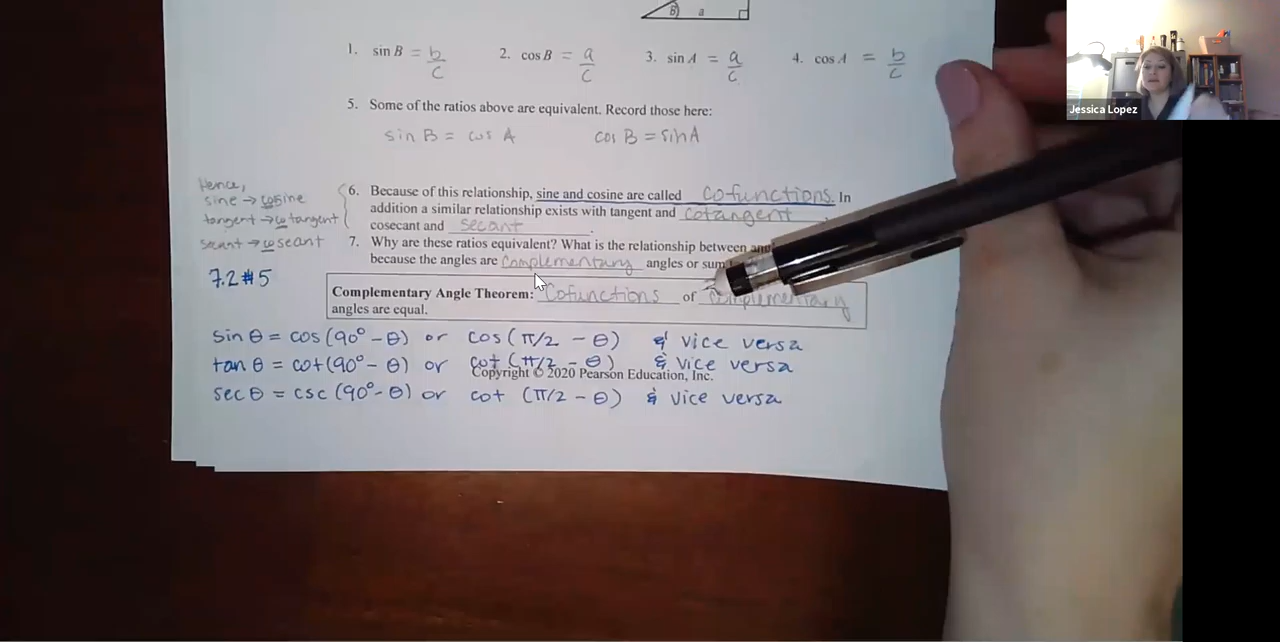 B) a
1. sin B = b/c 2. cos B = a/c 3. sin A = a/c 4. cos A = b/c
Jessica Lopez
5. Some of the ratios above are equivalent. Record those here:
sin B = cos A cos B = sin A
Hence,
sine → cosine
tangent → cotangent
secant → coseant
6. Because of this relationship, sine and cosine are called cofunctions. In
addition a similar relationship exists with tangent and cotangent
cosecant and secant.
7. Why are these ratios equivalent? What is the relationship between
because the angles are complementary angles or sum
7.2 #5
Complementary Angle Theorem: Cofunctions of complementary
angles are equal.
sin θ = cos (90° - θ) or cos (π/2 - θ) & vice versa
tan θ = cot (90° - θ) or cot (π/2 - θ) & vice versa
Copyright © 2020 Pearson Education, Inc.
sec θ = csc (90° - θ) or cot (π/2 - θ) & vice versa